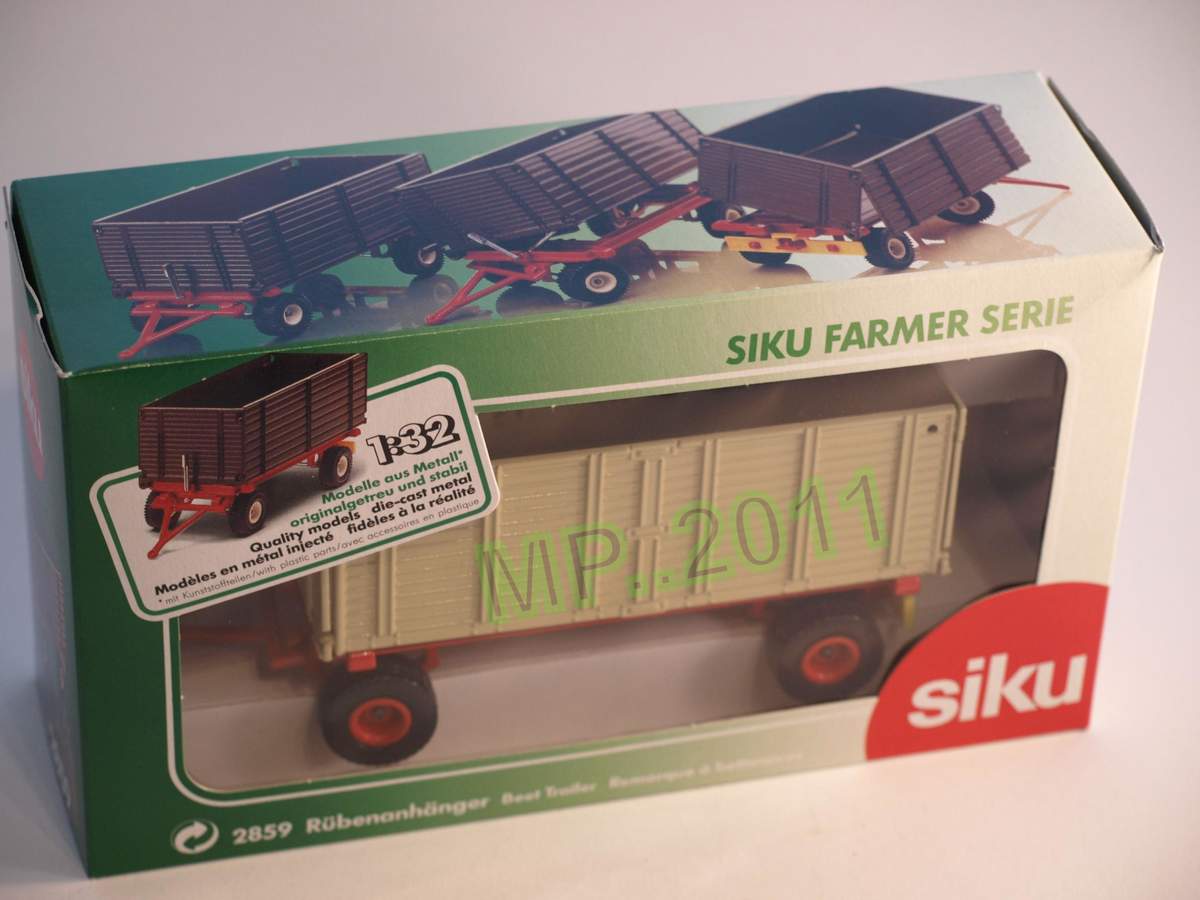 SIKU FARMER SERIE
1:32
Modelle aus Metall*
originalgetreu und stabil
Quality models die-cast metal
Modèles en métal injecté fidèles à la réalité
* mit Kunststoffteilen/with plastic parts/avec accessoires en plastique
MP..2011
siku
2859 Rübenanhänger Beet Trailer Remorque à